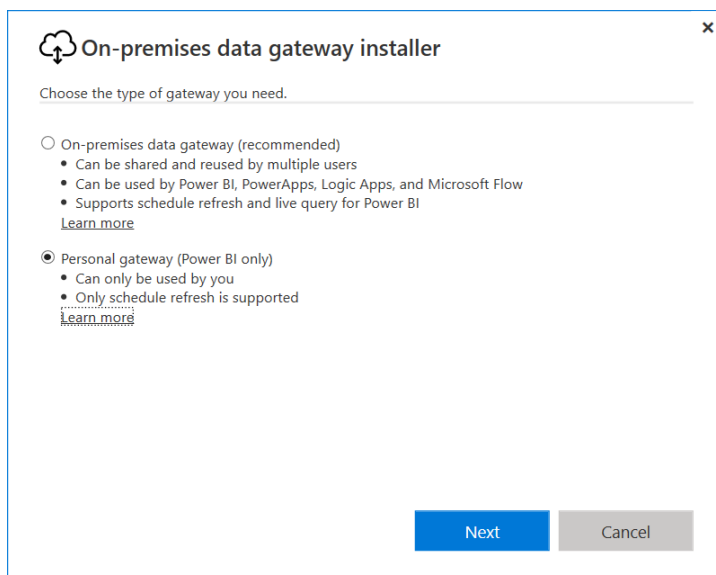 On-premises data gateway installer
Choose the type of gateway you need.
On-premises data gateway (recommended)
• Can be shared and reused by multiple users
• Can be used by Power BI, PowerApps, Logic Apps, and Microsoft Flow
• Supports schedule refresh and live query for Power BI
Learn more
Personal gateway (Power BI only)
• Can only be used by you
• Only schedule refresh is supported
Learn more
Next Cancel